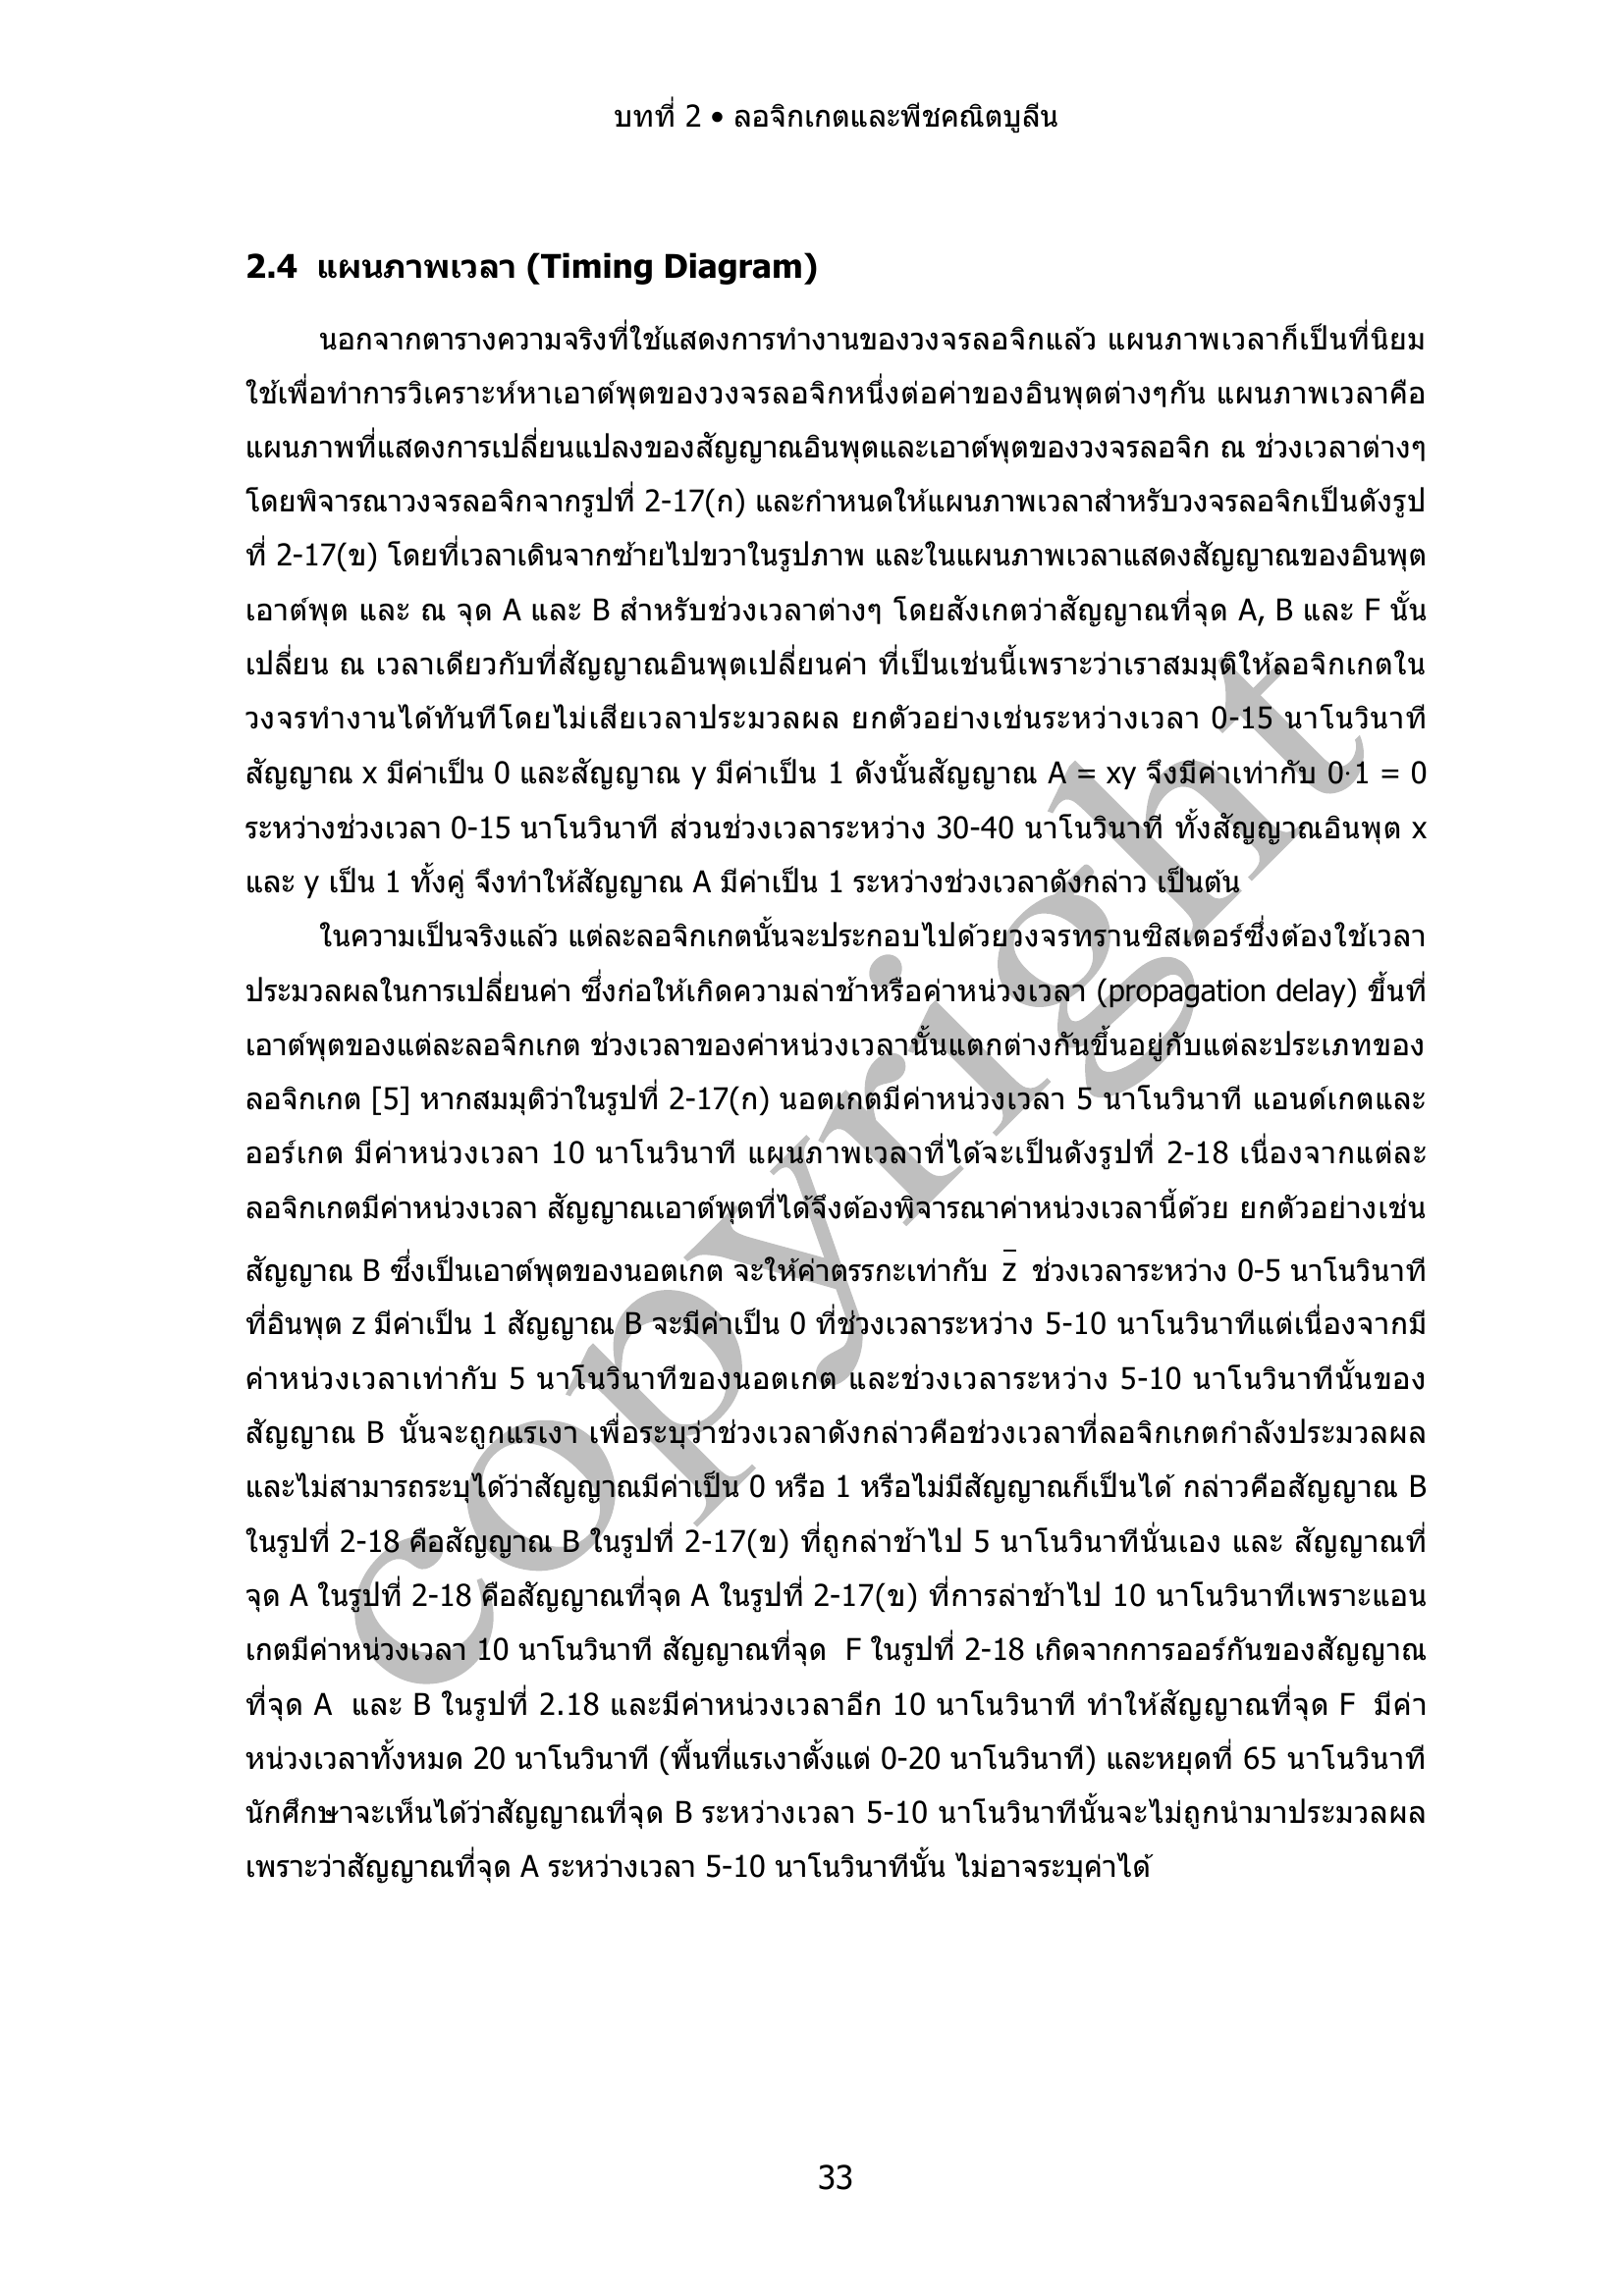 บทที่ 2 • ลอจิกเกตและพีชคณิตบูลีน
2.4 แผนภาพเวลา (Timing Diagram)
นอกจากตารางความจริงที่ใช้แสดงการทำงานของวงจรลอจิกแล้ว แผนภาพเวลาก็เป็นที่นิยม
ใช้เพื่อทำการวิเคราะห์หาเอาต์พุตของวงจรลอจิกหนึ่งต่อค่าของอินพุตต่างๆกัน แผนภาพเวลาคือ
แผนภาพที่แสดงการเปลี่ยนแปลงของสัญญาณอินพุตและเอาต์พุตของวงจรลอจิก ณ ช่วงเวลาต่างๆ
โดยพิจารณาวงจรลอจิกจากรูปที่ 2-17(ก) และกำหนดให้แผนภาพเวลาสำหรับวงจรลอจิกเป็นดังรูป
ที่ 2-17(ข) โดยที่เวลาเดินจากซ้ายไปขวาในรูปภาพ และในแผนภาพเวลาแสดงสัญญาณของอินพุต
เอาต์พุต และ ณ จุด A และ B สำหรับช่วงเวลาต่างๆ โดยสังเกตว่าสัญญาณที่จุด A, B และ F นั้น
เปลี่ยน ณ เวลาเดียวกับที่สัญญาณอินพุตเปลี่ยนค่า ที่เป็นเช่นนี้เพราะว่าเราสมมุติให้ลอจิกเกตใน
วงจรทำงานได้ทันทีโดยไม่เสียเวลาประมวลผล ยกตัวอย่างเช่นระหว่างเวลา 0-15 นาโนวินาที
สัญญาณ x มีค่าเป็น 0 และสัญญาณ y มีค่าเป็น 1 ดังนั้นสัญญาณ A = xy จึงมีค่าเท่ากับ 0·1 = 0
ระหว่างช่วงเวลา 0-15 นาโนวินาที ส่วนช่วงเวลาระหว่าง 30-40 นาโนวินาที ทั้งสัญญาณอินพุต x
และ y เป็น 1 ทั้งคู่ จึงทำให้สัญญาณ A มีค่าเป็น 1 ระหว่างช่วงเวลาดังกล่าว เป็นต้น
ในความเป็นจริงแล้ว แต่ละลอจิกเกตนั้นจะประกอบไปด้วยวงจรทรานซิสเตอร์ซึ่งต้องใช้เวลา
ประมวลผลในการเปลี่ยนค่า ซึ่งก่อให้เกิดความล่าช้าหรือค่าหน่วงเวลา (propagation delay) ขึ้นที่
เอาต์พุตของแต่ละลอจิกเกต ช่วงเวลาของค่าหน่วงเวลานั้นแตกต่างกันขึ้นอยู่กับแต่ละประเภทของ
ลอจิกเกต [5] หากสมมุติว่าในรูปที่ 2-17(ก) นอตเกตมีค่าหน่วงเวลา 5 นาโนวินาที แอนด์เกตและ
ออร์เกต มีค่าหน่วงเวลา 10 นาโนวินาที แผนภาพเวลาที่ได้จะเป็นดังรูปที่ 2-18 เนื่องจากแต่ละ
ลอจิกเกตมีค่าหน่วงเวลา สัญญาณเอาต์พุตที่ได้จึงต้องพิจารณาค่าหน่วงเวลานี้ด้วย ยกตัวอย่างเช่น
สัญญาณ B ซึ่งเป็นเอาต์พุตของนอตเกต จะให้ค่าตรรกะเท่ากับ z̅ ช่วงเวลาระหว่าง 0-5 นาโนวินาที
ที่อินพุต z มีค่าเป็น 1 สัญญาณ B จะมีค่าเป็น 0 ที่ช่วงเวลาระหว่าง 5-10 นาโนวินาทีแต่เนื่องจากมี
ค่าหน่วงเวลาเท่ากับ 5 นาโนวินาทีของนอตเกต และช่วงเวลาระหว่าง 5-10 นาโนวินาทีนั้นของ
สัญญาณ B นั้นจะถูกแรเงา เพื่อระบุว่าช่วงเวลาดังกล่าวคือช่วงเวลาที่ลอจิกเกตกำลังประมวลผล
และไม่สามารถระบุได้ว่าสัญญาณมีค่าเป็น 0 หรือ 1 หรือไม่มีสัญญาณก็เป็นได้ กล่าวคือสัญญาณ B
ในรูปที่ 2-18 คือสัญญาณ B ในรูปที่ 2-17(ข) ที่ถูกล่าช้าไป 5 นาโนวินาทีนั่นเอง และ สัญญาณที่
จุด A ในรูปที่ 2-18 คือสัญญาณที่จุด A ในรูปที่ 2-17(ข) ที่การล่าช้าไป 10 นาโนวินาทีเพราะแอน
เกตมีค่าหน่วงเวลา 10 นาโนวินาที สัญญาณที่จุด F ในรูปที่ 2-18 เกิดจากการออร์กันของสัญญาณ
ที่จุด A และ B ในรูปที่ 2.18 และมีค่าหน่วงเวลาอีก 10 นาโนวินาที ทำให้สัญญาณที่จุด F มีค่า
หน่วงเวลาทั้งหมด 20 นาโนวินาที (พื้นที่แรเงาตั้งแต่ 0-20 นาโนวินาที) และหยุดที่ 65 นาโนวินาที
นักศึกษาจะเห็นได้ว่าสัญญาณที่จุด B ระหว่างเวลา 5-10 นาโนวินาทีนั้นจะไม่ถูกนำมาประมวลผล
เพราะว่าสัญญาณที่จุด A ระหว่างเวลา 5-10 นาโนวินาทีนั้น ไม่อาจระบุค่าได้
copyright
33